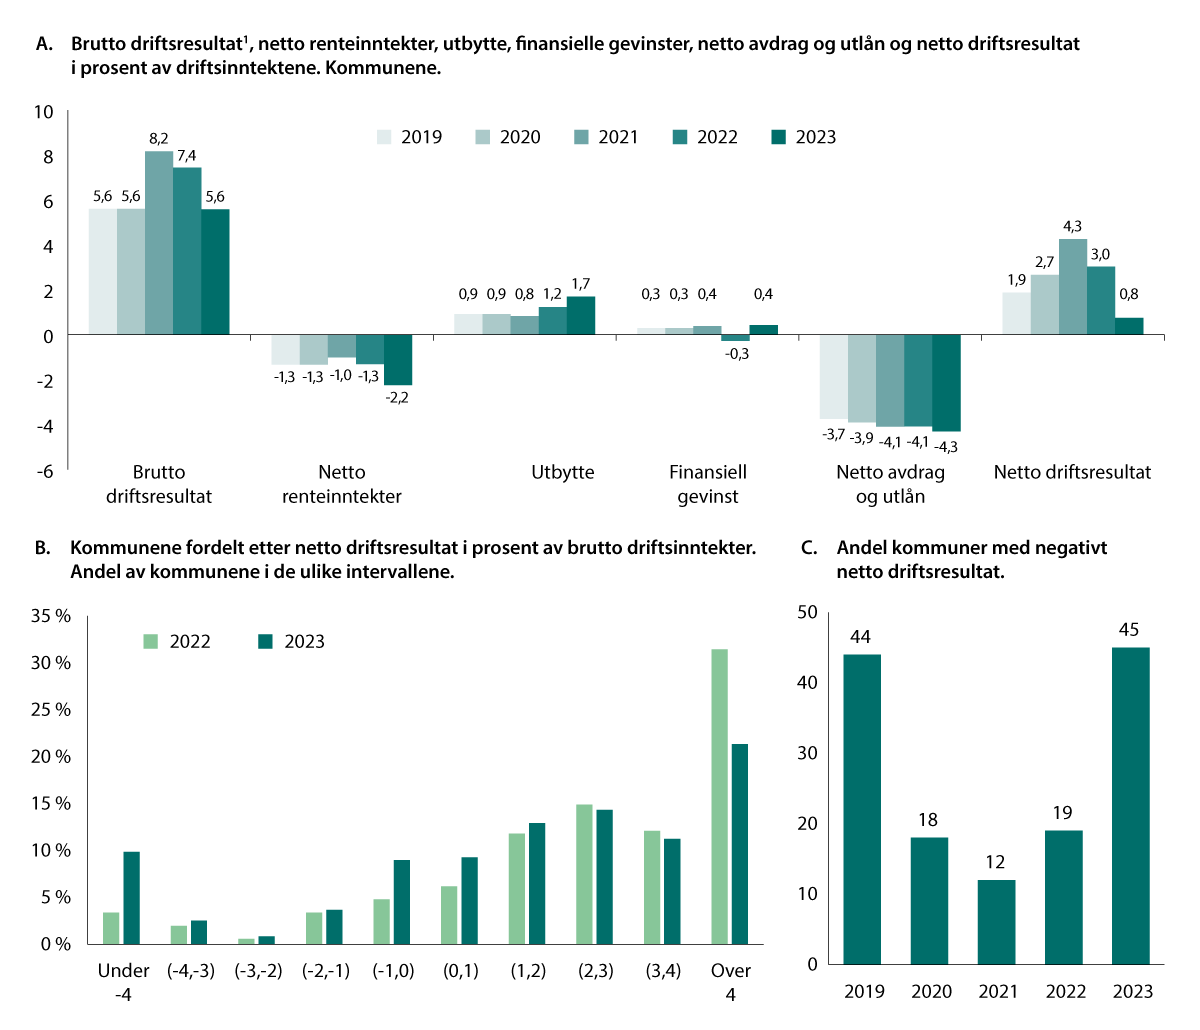 A. Brutto driftsresultat¹, netto renteinntekter, utbytte, finansielle gevinster, netto avdrag og utlån og netto driftsresultat
i prosent av driftsinntektene. Kommunene.
10
8
6
4
2
0
-2
-4
-6
2019 2020 2021 2022 2023
5,6 5,6 8,2 7,4 5,6
-1,3 -1,3 -1,0 -1,3 -2,2
0,9 0,9 0,8 1,2 1,7
0,3 0,3 0,4 -0,3 0,4
-3,7 -3,9 -4,1 -4,1 -4,3
1,9 2,7 4,3 3,0 0,8
Brutto
driftsresultat
Netto
renteinntekter
Utbytte
Finansiell
gevinst
Netto avdrag
og utlån
Netto driftsresultat
B. Kommunene fordelt etter netto driftsresultat i prosent av brutto driftsinntekter.
Andel av kommunene i de ulike intervallene.
35 %
30 %
25 %
20 %
15 %
10 %
5 %
0 %
2022 2023
Under
-4
(-4,-3) (-3,-2) (-2,-1) (-1,0) (0,1) (1,2) (2,3) (3,4)
Over
4
C. Andel kommuner med negativt
netto driftsresultat.
50
40
30
20
10
0
44 18 12 19 45
2019 2020 2021 2022 2023